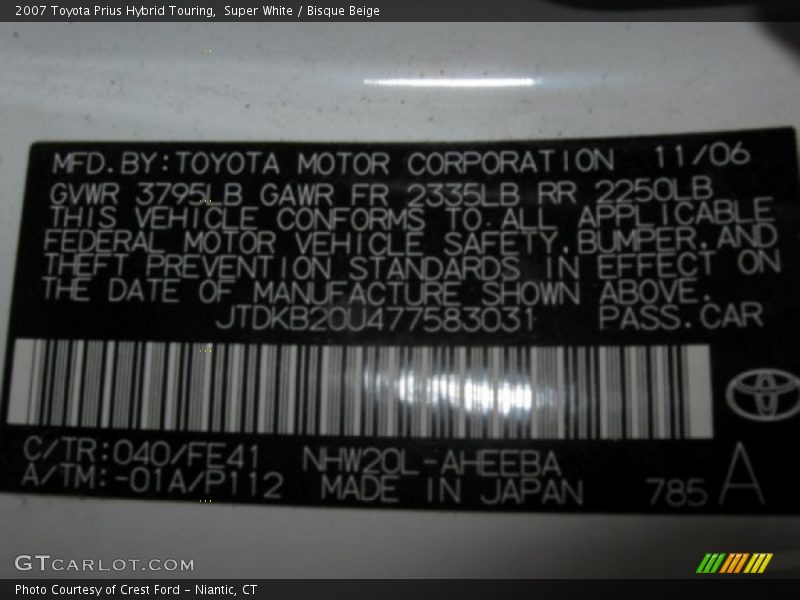 2007 Toyota Prius Hybrid Touring,  Super White / Bisque Beige
MFD.BY:TOYOTA MOTOR CORPORATION 11/06
GVWR 3795LB GAWR FR 2335LB RR 2250LB
THIS VEHICLE CONFORMS TO ALL APPLICABLE
FEDERAL MOTOR VEHICLE SAFETY,BUMPER,AND
THEFT PREVENTION STANDARDS IN EFFECT ON
THE DATE OF MANUFACTURE SHOWN ABOVE.
JTDKB20U477583031 PASS.CAR
C/TR:040/FE41 NHW20L-AHEEBA
A/TM:-01A/P112 MADE IN JAPAN 785 A
GTCARLOT.COM
Photo Courtesy of Crest Ford - Niantic, CT